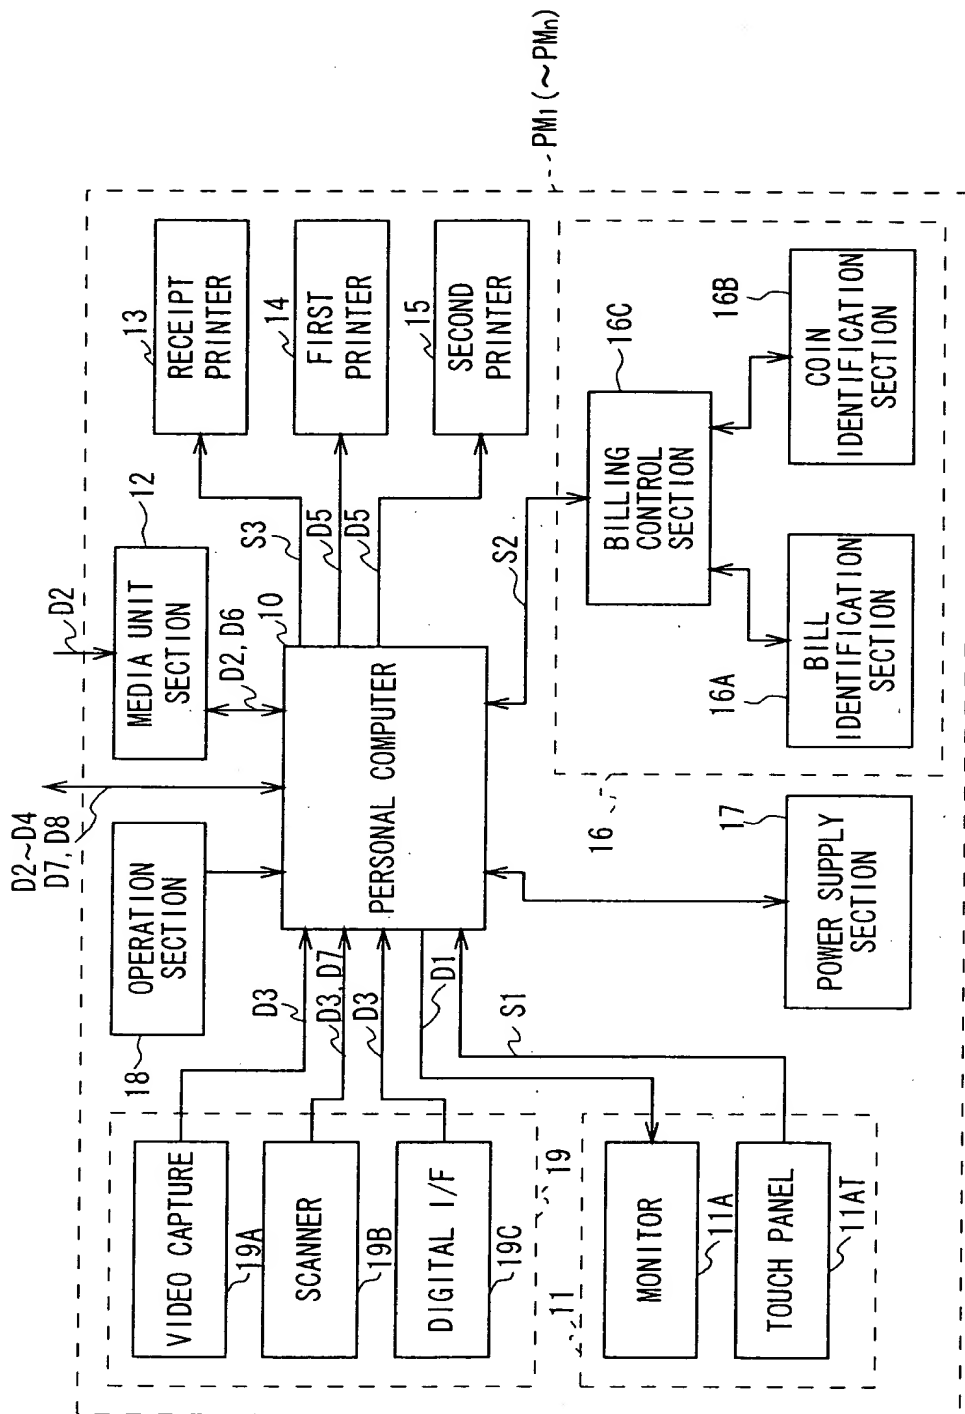 PM1 (~PMn)
D2~D4
D7, D8
D2
12
MEDIA UNIT
SECTION
D2, D6
OPERATION
SECTION
18
13
RECEIPT
PRINTER
14
FIRST
PRINTER
15
SECOND
PRINTER
S3
D5
D5
10
PERSONAL COMPUTER
D3
D3, D7
D3
D1
S1
S2
VIDEO CAPTURE
19A
SCANNER
19B
DIGITAL I/F
19C
19
11
MONITOR
11A
TOUCH PANEL
11AT
17
POWER SUPPLY
SECTION
16
16C
BILLING
CONTROL
SECTION
16A
BILL
IDENTIFICATION
SECTION
16B
COIN
IDENTIFICATION
SECTION